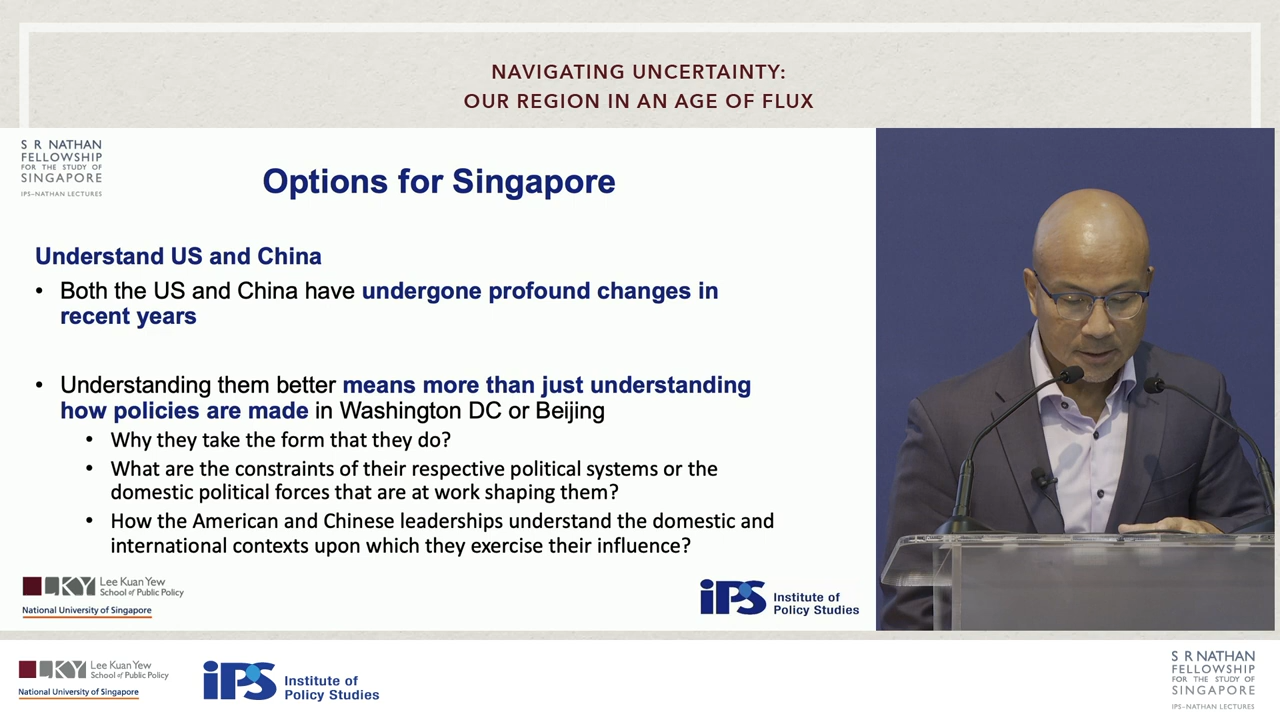 NAVIGATING UNCERTAINTY:
OUR REGION IN AN AGE OF FLUX
S R NATHAN
FELLOWSHIP
FOR THE STUDY OF
SINGAPORE
IPS–NATHAN LECTURES
Options for Singapore
Understand US and China
• Both the US and China have undergone profound changes in
recent years
• Understanding them better means more than just understanding
how policies are made in Washington DC or Beijing
• Why they take the form that they do?
• What are the constraints of their respective political systems or the
domestic political forces that are at work shaping them?
• How the American and Chinese leaderships understand the domestic and
international contexts upon which they exercise their influence?
LKY Lee Kuan Yew
School of Public Policy
National University of Singapore
iPS Institute of
Policy Studies
LKY Lee Kuan Yew
School of Public Policy
National University of Singapore
iPS Institute of
Policy Studies
S R NATHAN
FELLOWSHIP
FOR THE STUDY OF
SINGAPORE
IPS–NATHAN LECTURES